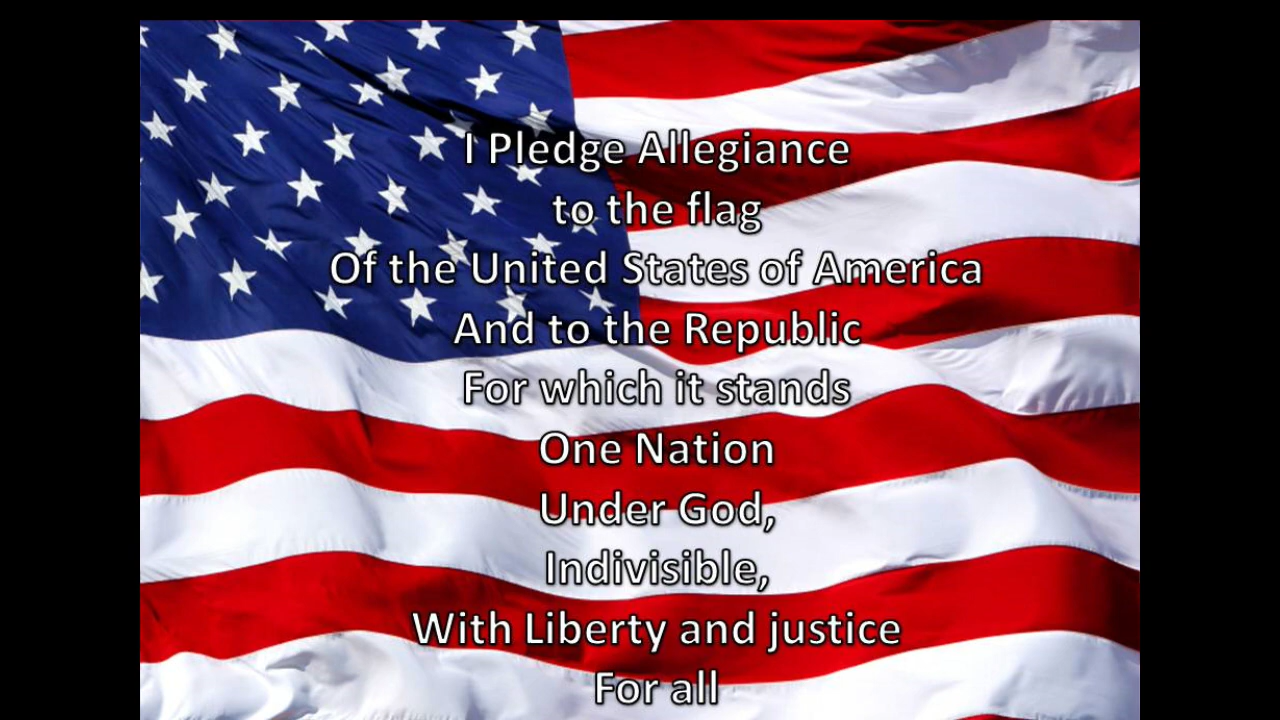 I Pledge Allegiance
to the flag
Of the United States of America
And to the Republic
For which it stands
One Nation
Under God,
Indivisible,
With Liberty and justice
For all